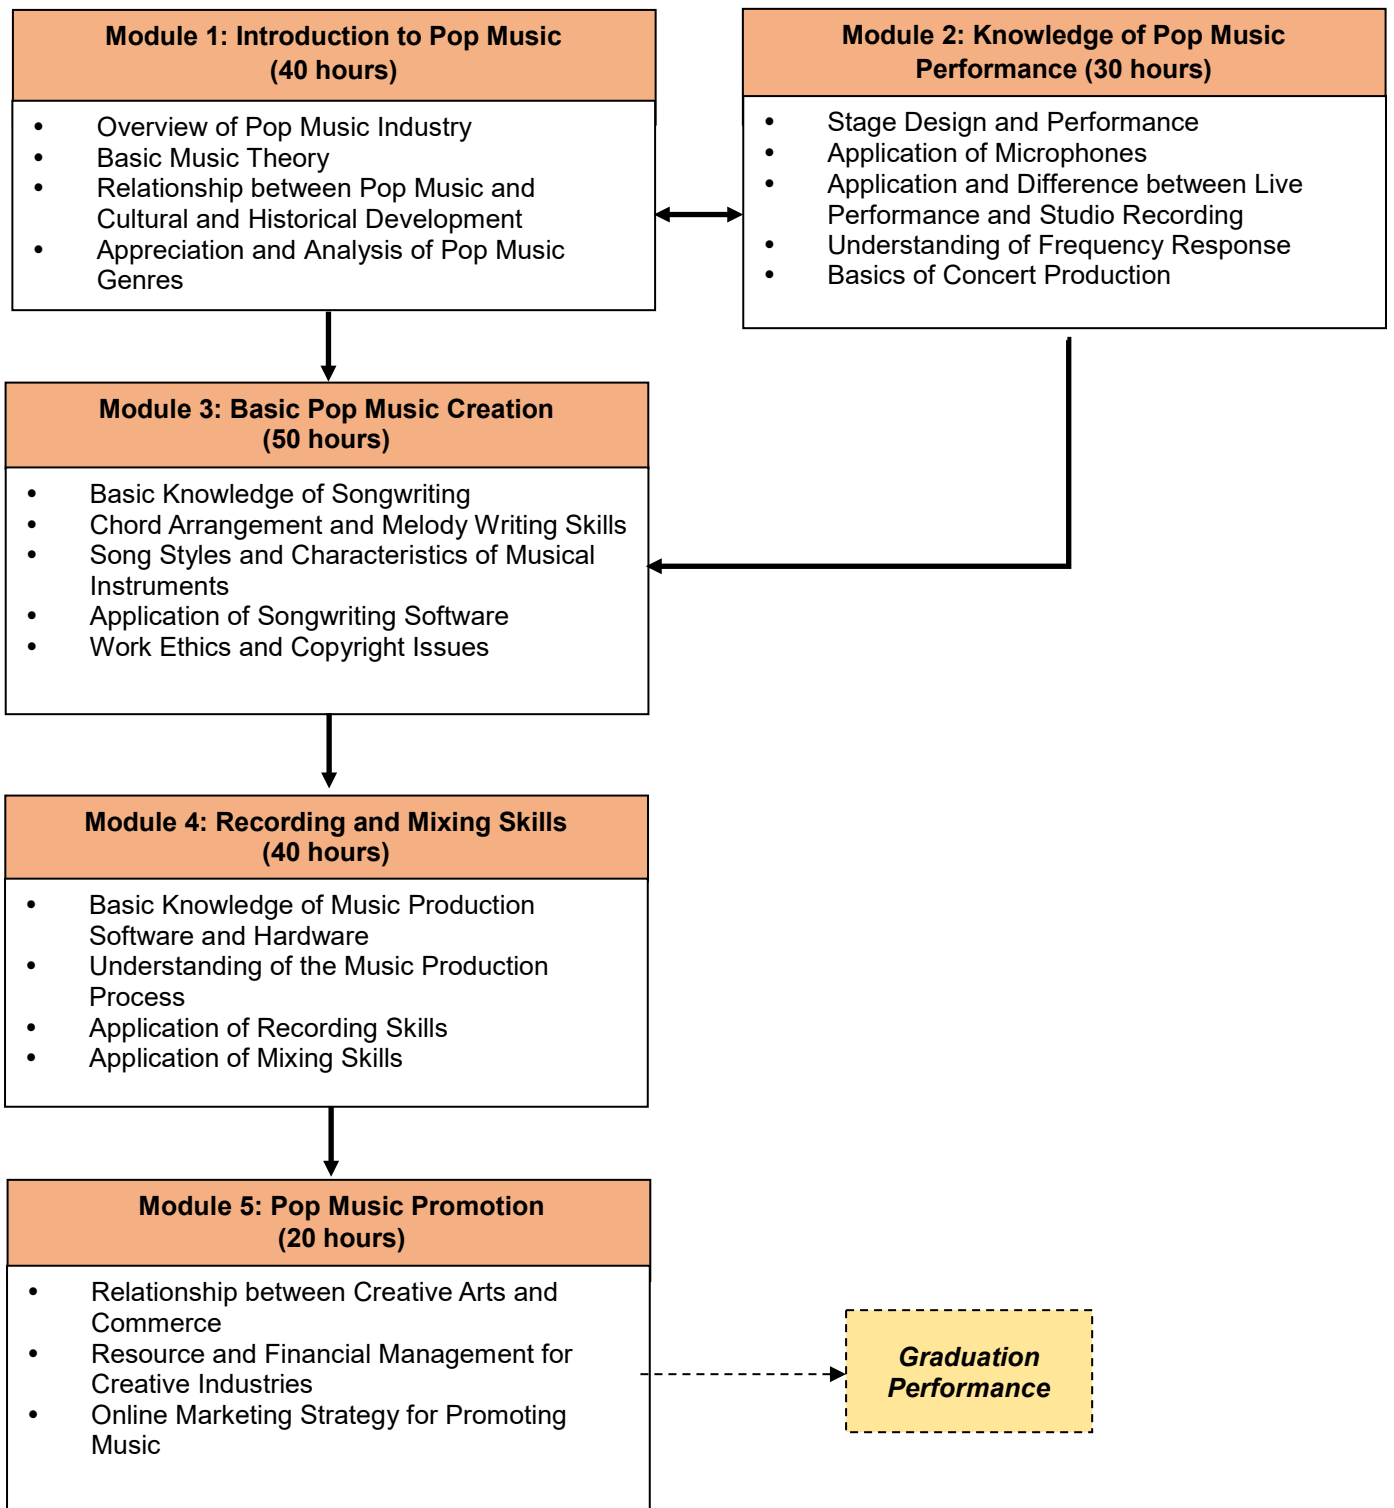 Module 1: Introduction to Pop Music
(40 hours)
• Overview of Pop Music Industry
• Basic Music Theory
• Relationship between Pop Music and
Cultural and Historical Development
• Appreciation and Analysis of Pop Music
Genres
Module 2: Knowledge of Pop Music
Performance (30 hours)
• Stage Design and Performance
• Application of Microphones
• Application and Difference between Live
Performance and Studio Recording
• Understanding of Frequency Response
• Basics of Concert Production
Module 3: Basic Pop Music Creation
(50 hours)
• Basic Knowledge of Songwriting
• Chord Arrangement and Melody Writing Skills
• Song Styles and Characteristics of Musical
Instruments
• Application of Songwriting Software
• Work Ethics and Copyright Issues
Module 4: Recording and Mixing Skills
(40 hours)
• Basic Knowledge of Music Production
Software and Hardware
• Understanding of the Music Production
Process
• Application of Recording Skills
• Application of Mixing Skills
Module 5: Pop Music Promotion
(20 hours)
• Relationship between Creative Arts and
Commerce
• Resource and Financial Management for
Creative Industries
• Online Marketing Strategy for Promoting
Music
Graduation
Performance